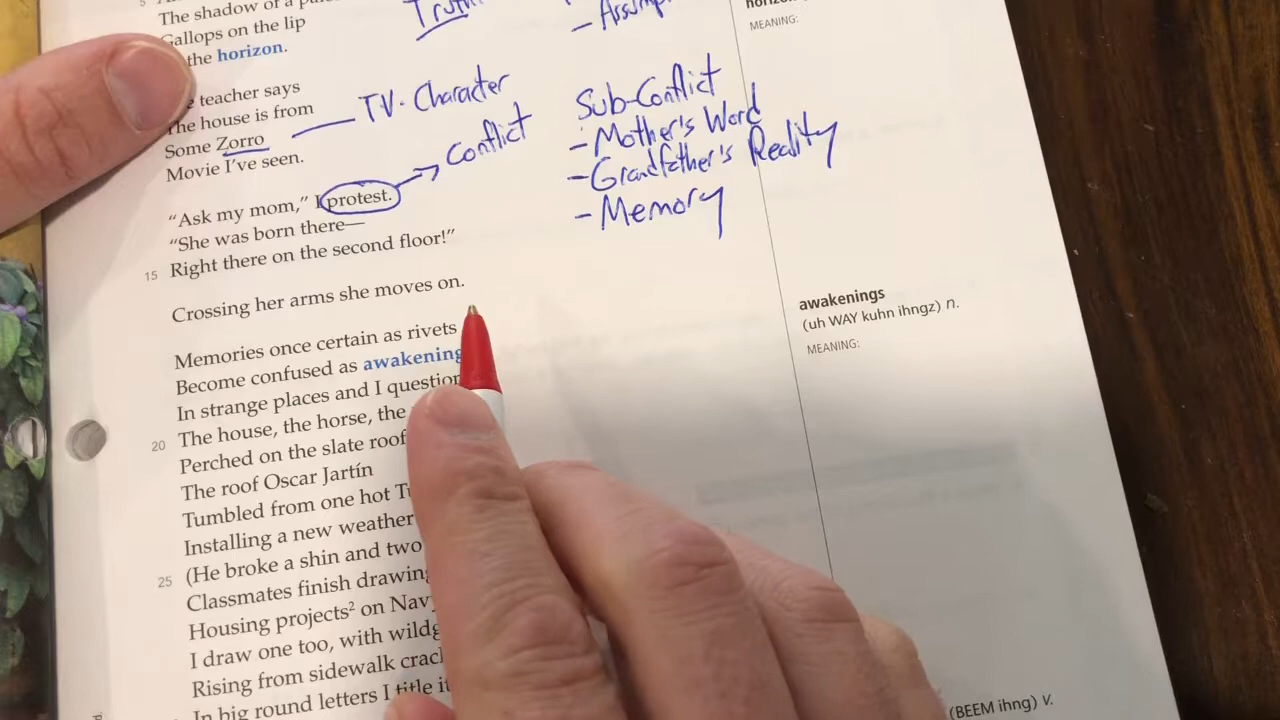 5
The shadow of a
Gallops on the lip
the horizon.
teacher says
The house is from
Some Zorro
Movie I've seen.
"Ask my mom," I protest.
"She was born there—
15 Right there on the second floor!"
Crossing her arms she moves on.
Memories once certain as rivets
Become confused as awakening
In strange places and I question
20 The house, the horse, the
Perched on the slate roof
The roof Oscar Jartín
Tumbled from one hot
Installing a new weather
25 (He broke a shin and two
Classmates finish drawing
Housing projects² on
I draw one too, with
Rising from sidewalk
In big round letters I title
Truth
TV. Character
Conflict
Sub-Conflict
- Mother's Word
- Grandfather's Reality
- Memory
MEANING:
awakenings
(uh WAY kuhn ihngz) n.
MEANING:
(BEEM ihng) v.